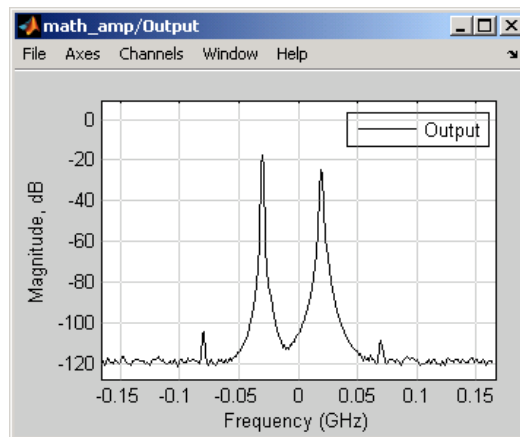 math_amp/Output
File Axes Channels Window Help
Output
Magnitude, dB
0
-20
-40
-60
-80
-100
-120
-0.15 -0.1 -0.05 0 0.05 0.1 0.15
Frequency (GHz)